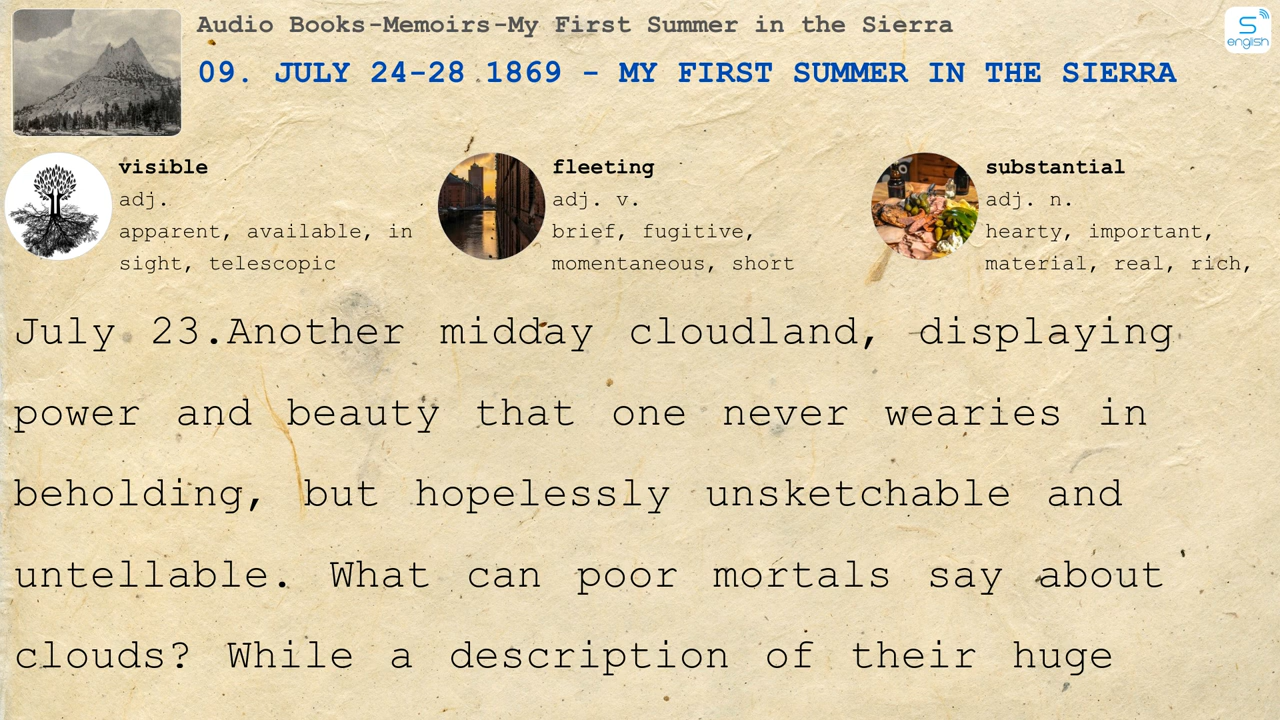 Audio Books-Memoirs-My First Summer in the Sierra
09. JULY 24-28 1869 - MY FIRST SUMMER IN THE SIERRA
S
english
visible
adj.
apparent, available, in
sight, telescopic
fleeting
adj. v.
brief, fugitive,
momentaneous, short
substantial
adj. n.
hearty, important,
material, real, rich,
July 23.Another midday cloudland, displaying
power and beauty that one never wearies in
beholding, but hopelessly unsketchable and
untellable. What can poor mortals say about
clouds? While a description of their huge